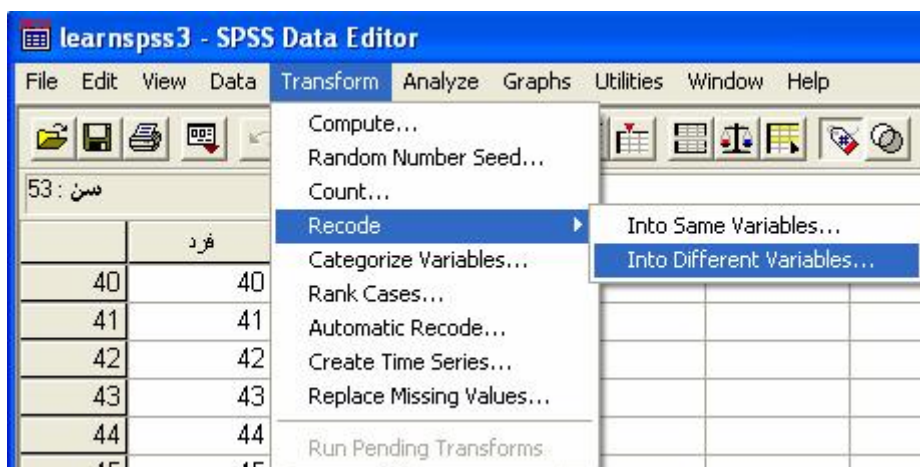 learnspss3 - SPSS Data Editor
File Edit View Data Transform Analyze Graphs Utilities Window Help
53 : سن
فرد
40 40
41 41
42 42
43 43
44 44
Compute...
Random Number Seed...
Count...
Recode
Categorize Variables...
Rank Cases...
Automatic Recode...
Create Time Series...
Replace Missing Values...
Run Pending Transforms
Into Same Variables...
Into Different Variables...